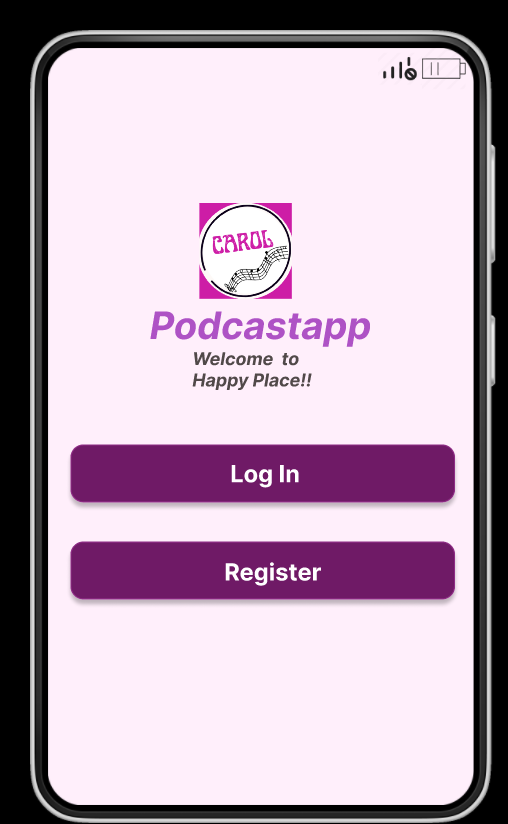 CAROL
Podcastapp
Welcome to
Happy Place!!
Log In
Register